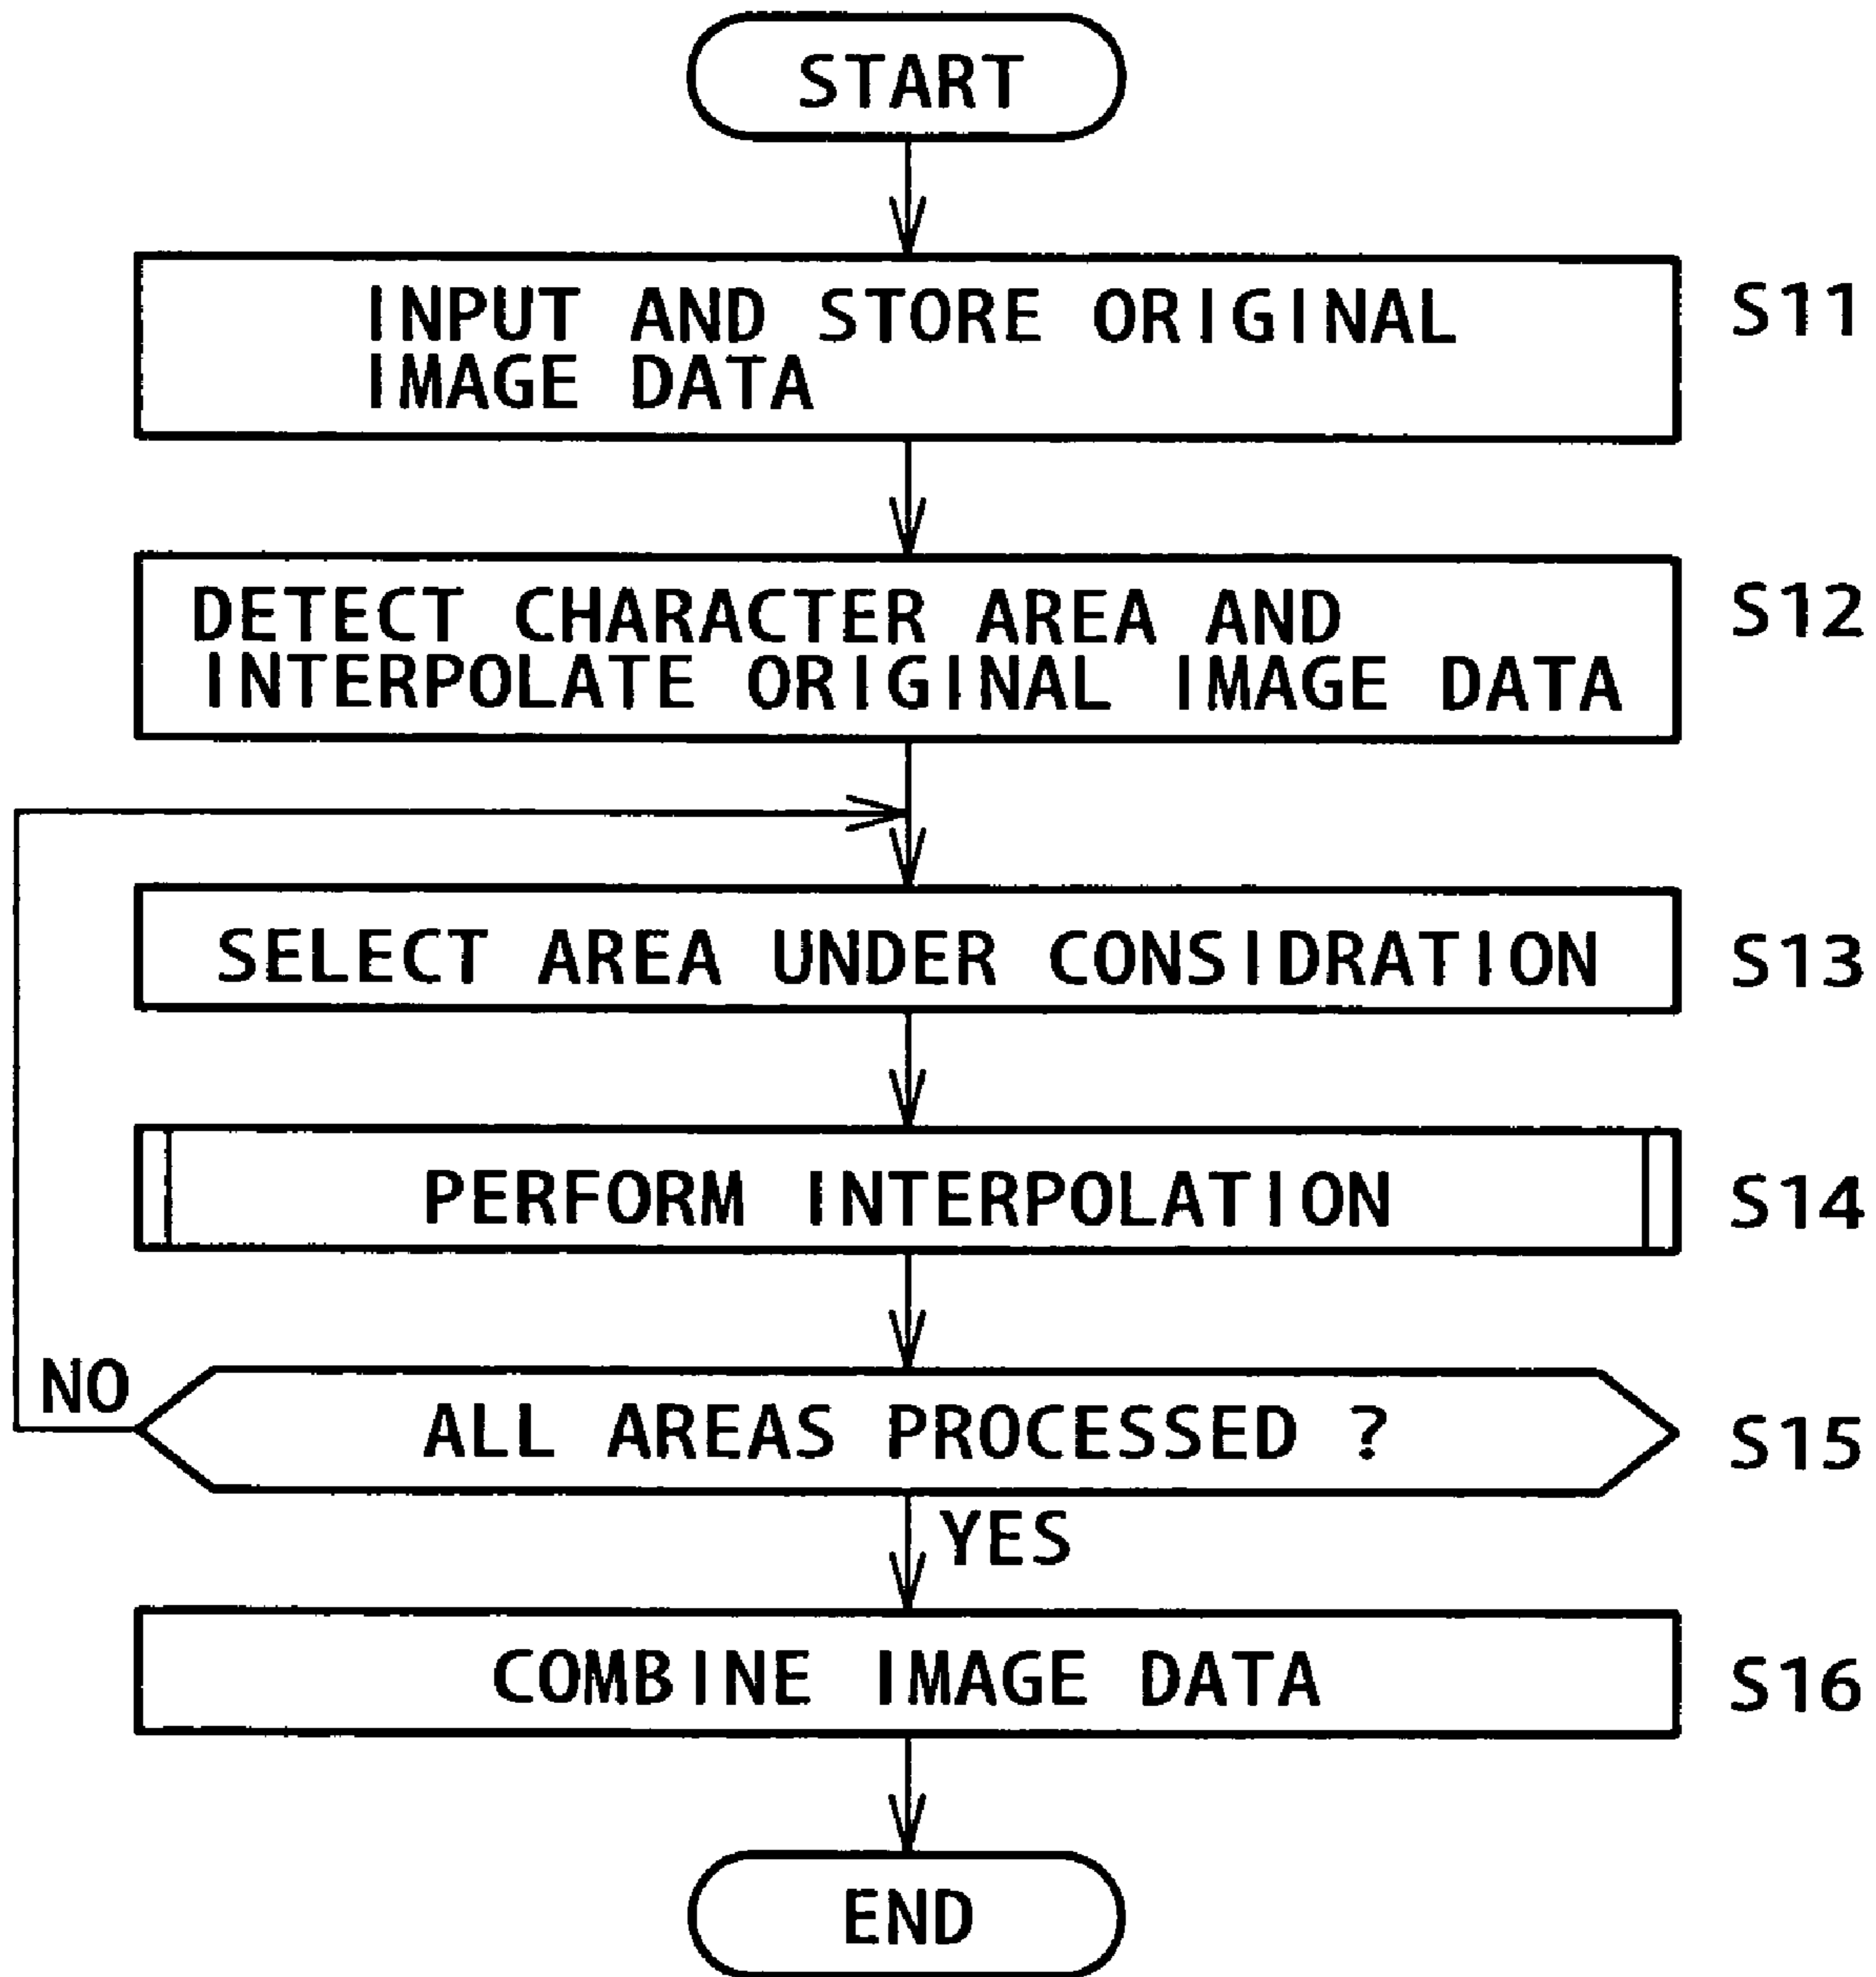 START
INPUT AND STORE ORIGINAL
IMAGE DATA
S11
DETECT CHARACTER AREA AND
INTERPOLATE ORIGINAL IMAGE DATA
S12
SELECT AREA UNDER CONSIDRATION
S13
PERFORM INTERPOLATION
S14
NO
ALL AREAS PROCESSED ?
S15
YES
COMBINE IMAGE DATA
S16
END